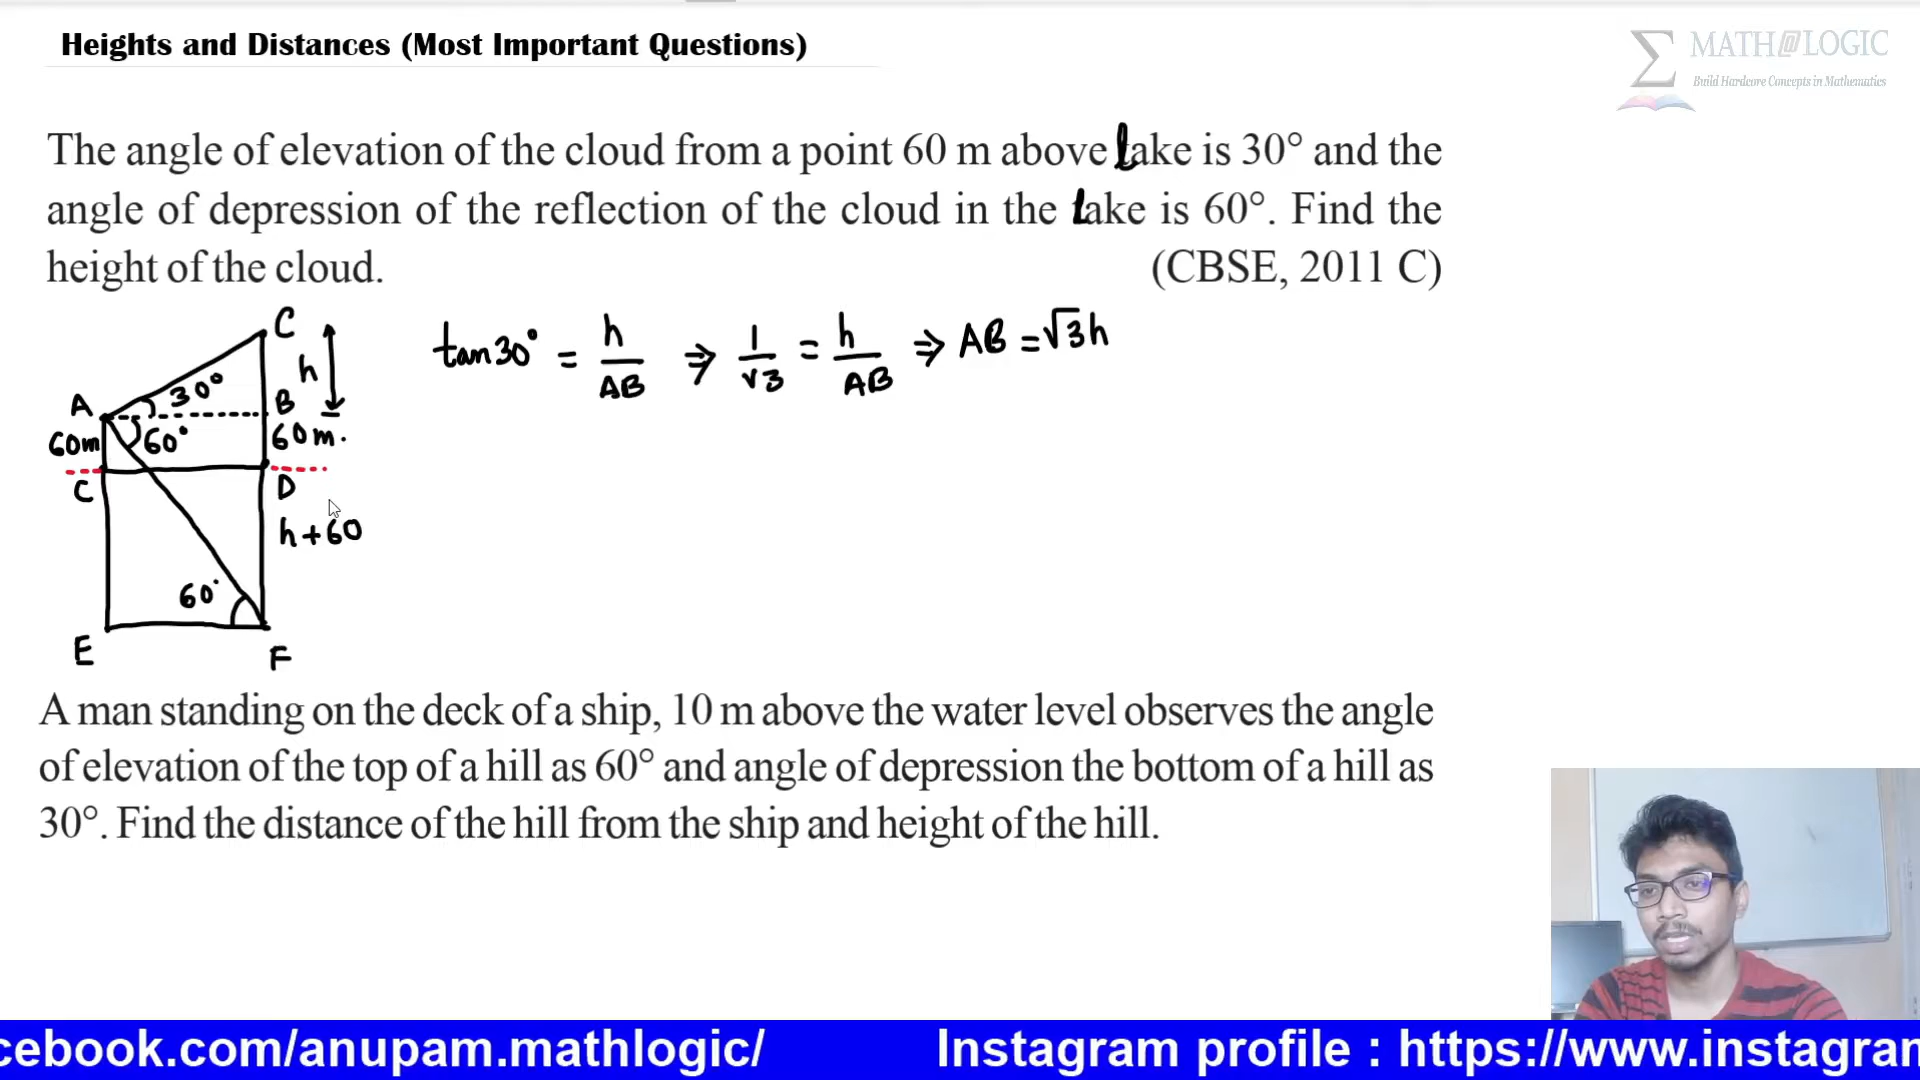 Heights and Distances (Most Important Questions)
MATH@LOGIC
Build Hardcore Concepts in Mathematics
The angle of elevation of the cloud from a point 60 m above lake is 30° and the
angle of depression of the reflection of the cloud in the lake is 60°. Find the
height of the cloud.
(CBSE, 2011 C)
C
h
30°
A
B
60m
60°
60m.
C
D
h+60
60°
E
F
tan30° = h/AB ⇒ 1/√3 = h/AB ⇒ AB = √3h
A man standing on the deck of a ship, 10 m above the water level observes the angle
of elevation of the top of a hill as 60° and angle of depression the bottom of a hill as
30°. Find the distance of the hill from the ship and height of the hill.
cebook.com/anupam.mathlogic/ Instagram profile : https://www.instagran